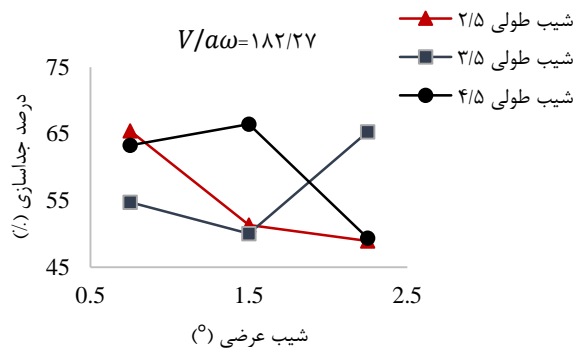 V/aω=۱۸۲/۲۷
شیب طولی ۲/۵
شیب طولی ۳/۵
شیب طولی ۴/۵
درصد جداسازی (٪)
75
65
55
45
0.5 1.5 2.5
شیب عرضی (°)